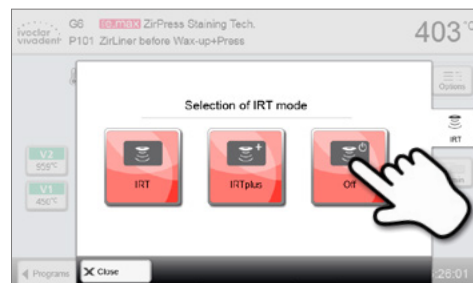 ivoclar
vivadent
G6 IPS e.max ZirPress Staining Tech.
P101 ZirLiner before Wax-up+Press
403 °C
Options
Selection of IRT mode
IRT
IRT
IRTplus
Off
V2
959°C
V1
450°C
Programs
Close
:26:01